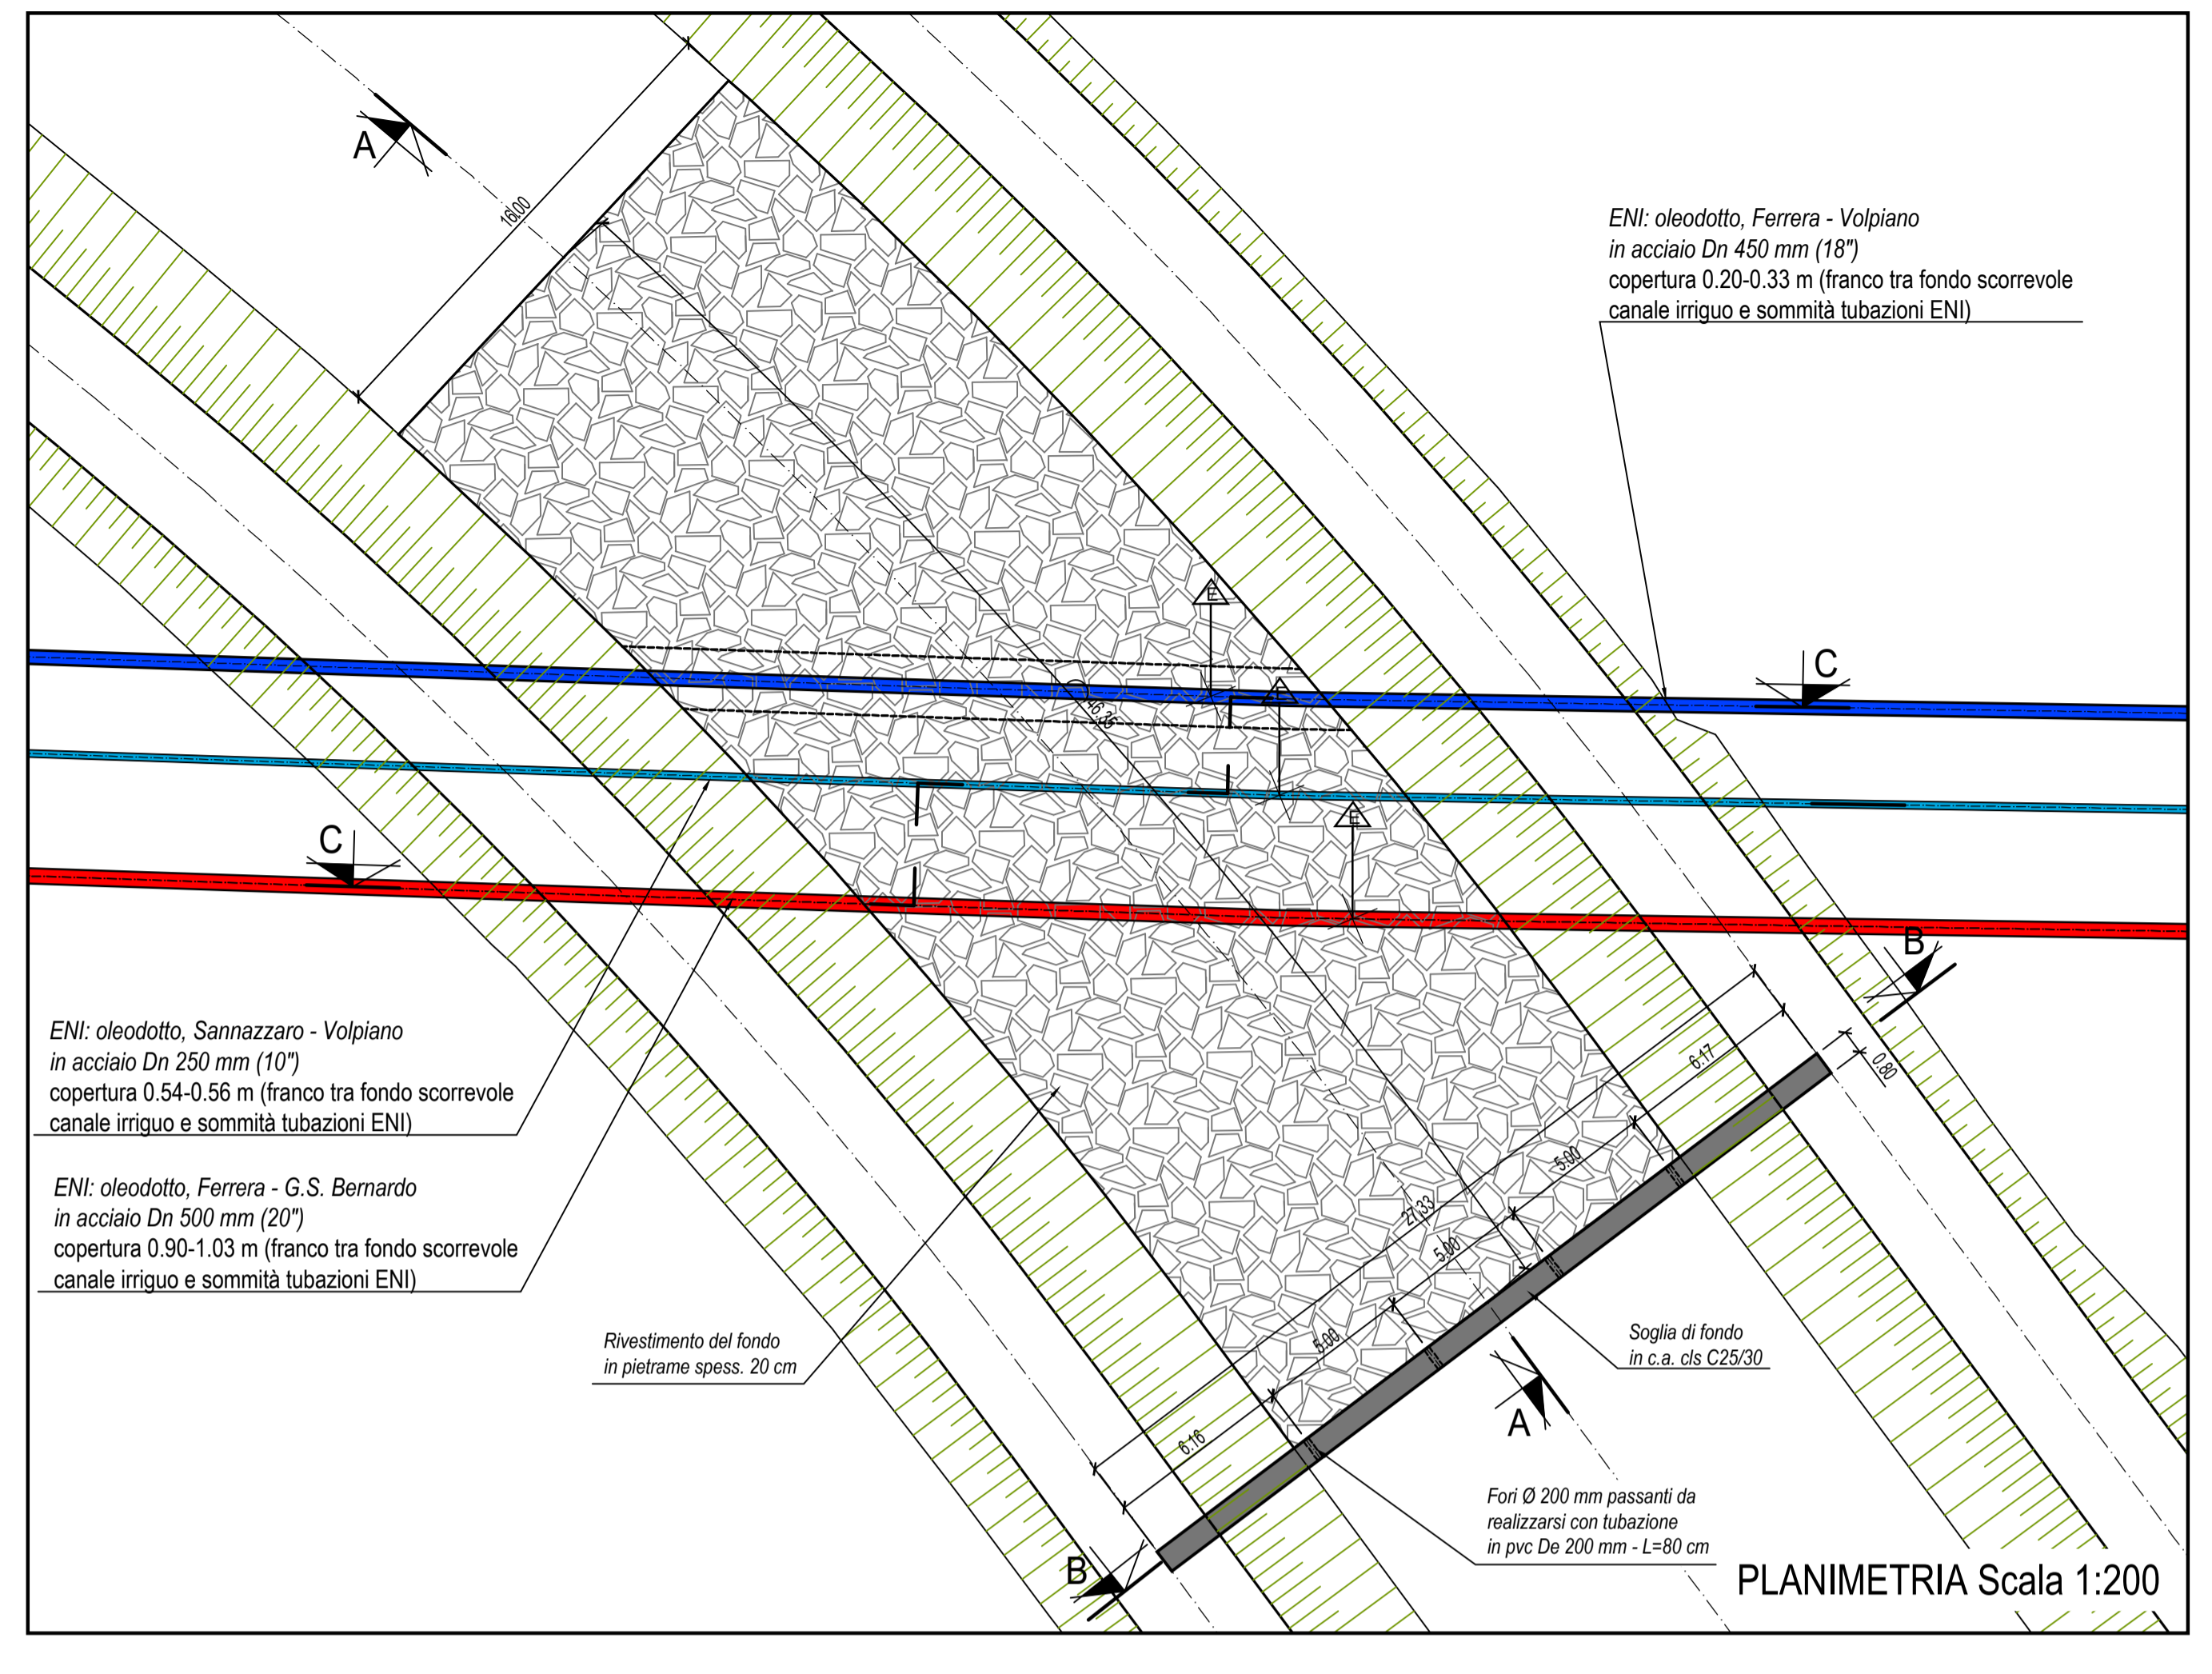 A
16.00
ENI: oleodotto, Ferrera - Volpiano
in acciaio Dn 450 mm (18")
copertura 0.20-0.33 m (franco tra fondo scorrevole
canale irriguo e sommità tubazioni ENI)
E
E
E
C
46.35
C
B
ENI: oleodotto, Sannazzaro - Volpiano
in acciaio Dn 250 mm (10")
copertura 0.54-0.56 m (franco tra fondo scorrevole
canale irriguo e sommità tubazioni ENI)
ENI: oleodotto, Ferrera - G.S. Bernardo
in acciaio Dn 500 mm (20")
copertura 0.90-1.03 m (franco tra fondo scorrevole
canale irriguo e sommità tubazioni ENI)
6.17
0.80
5.00
27.33
5.00
5.00
6.16
Rivestimento del fondo
in pietrame spess. 20 cm
Soglia di fondo
in c.a. cls C25/30
A
Fori Ø 200 mm passanti da
realizzarsi con tubazione
in pvc De 200 mm - L=80 cm
B
PLANIMETRIA Scala 1:200